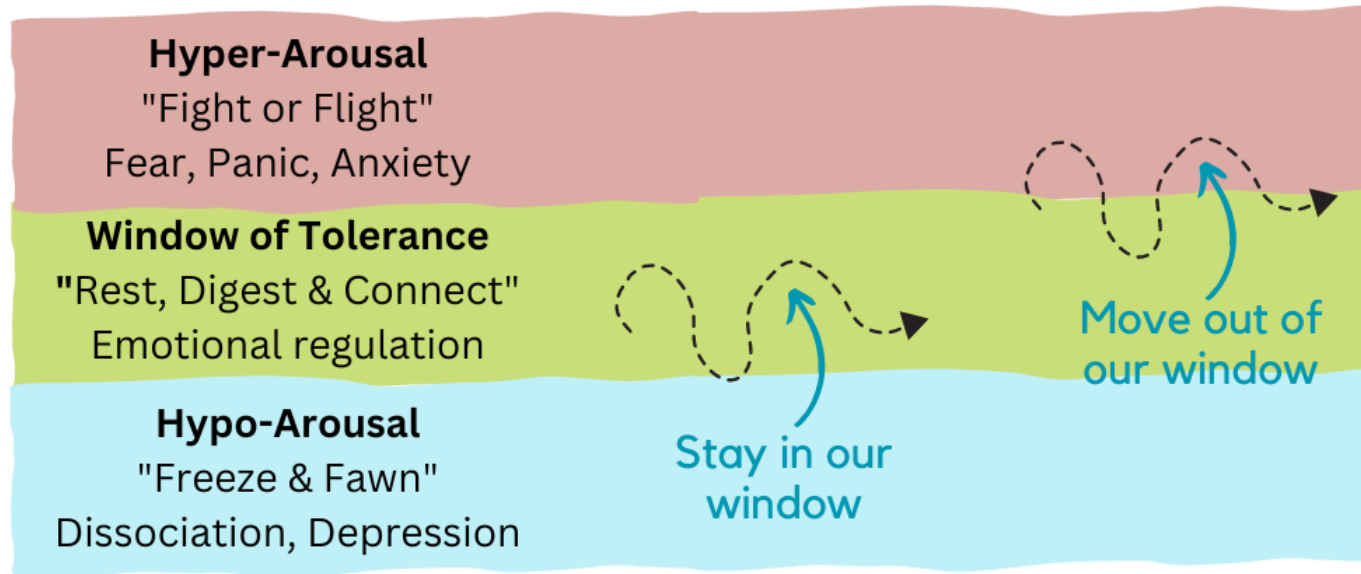 Hyper-Arousal
"Fight or Flight"
Fear, Panic, Anxiety
Window of Tolerance
"Rest, Digest & Connect"
Emotional regulation
Hypo-Arousal
"Freeze & Fawn"
Dissociation, Depression
Stay in our
window
Move out of
our window